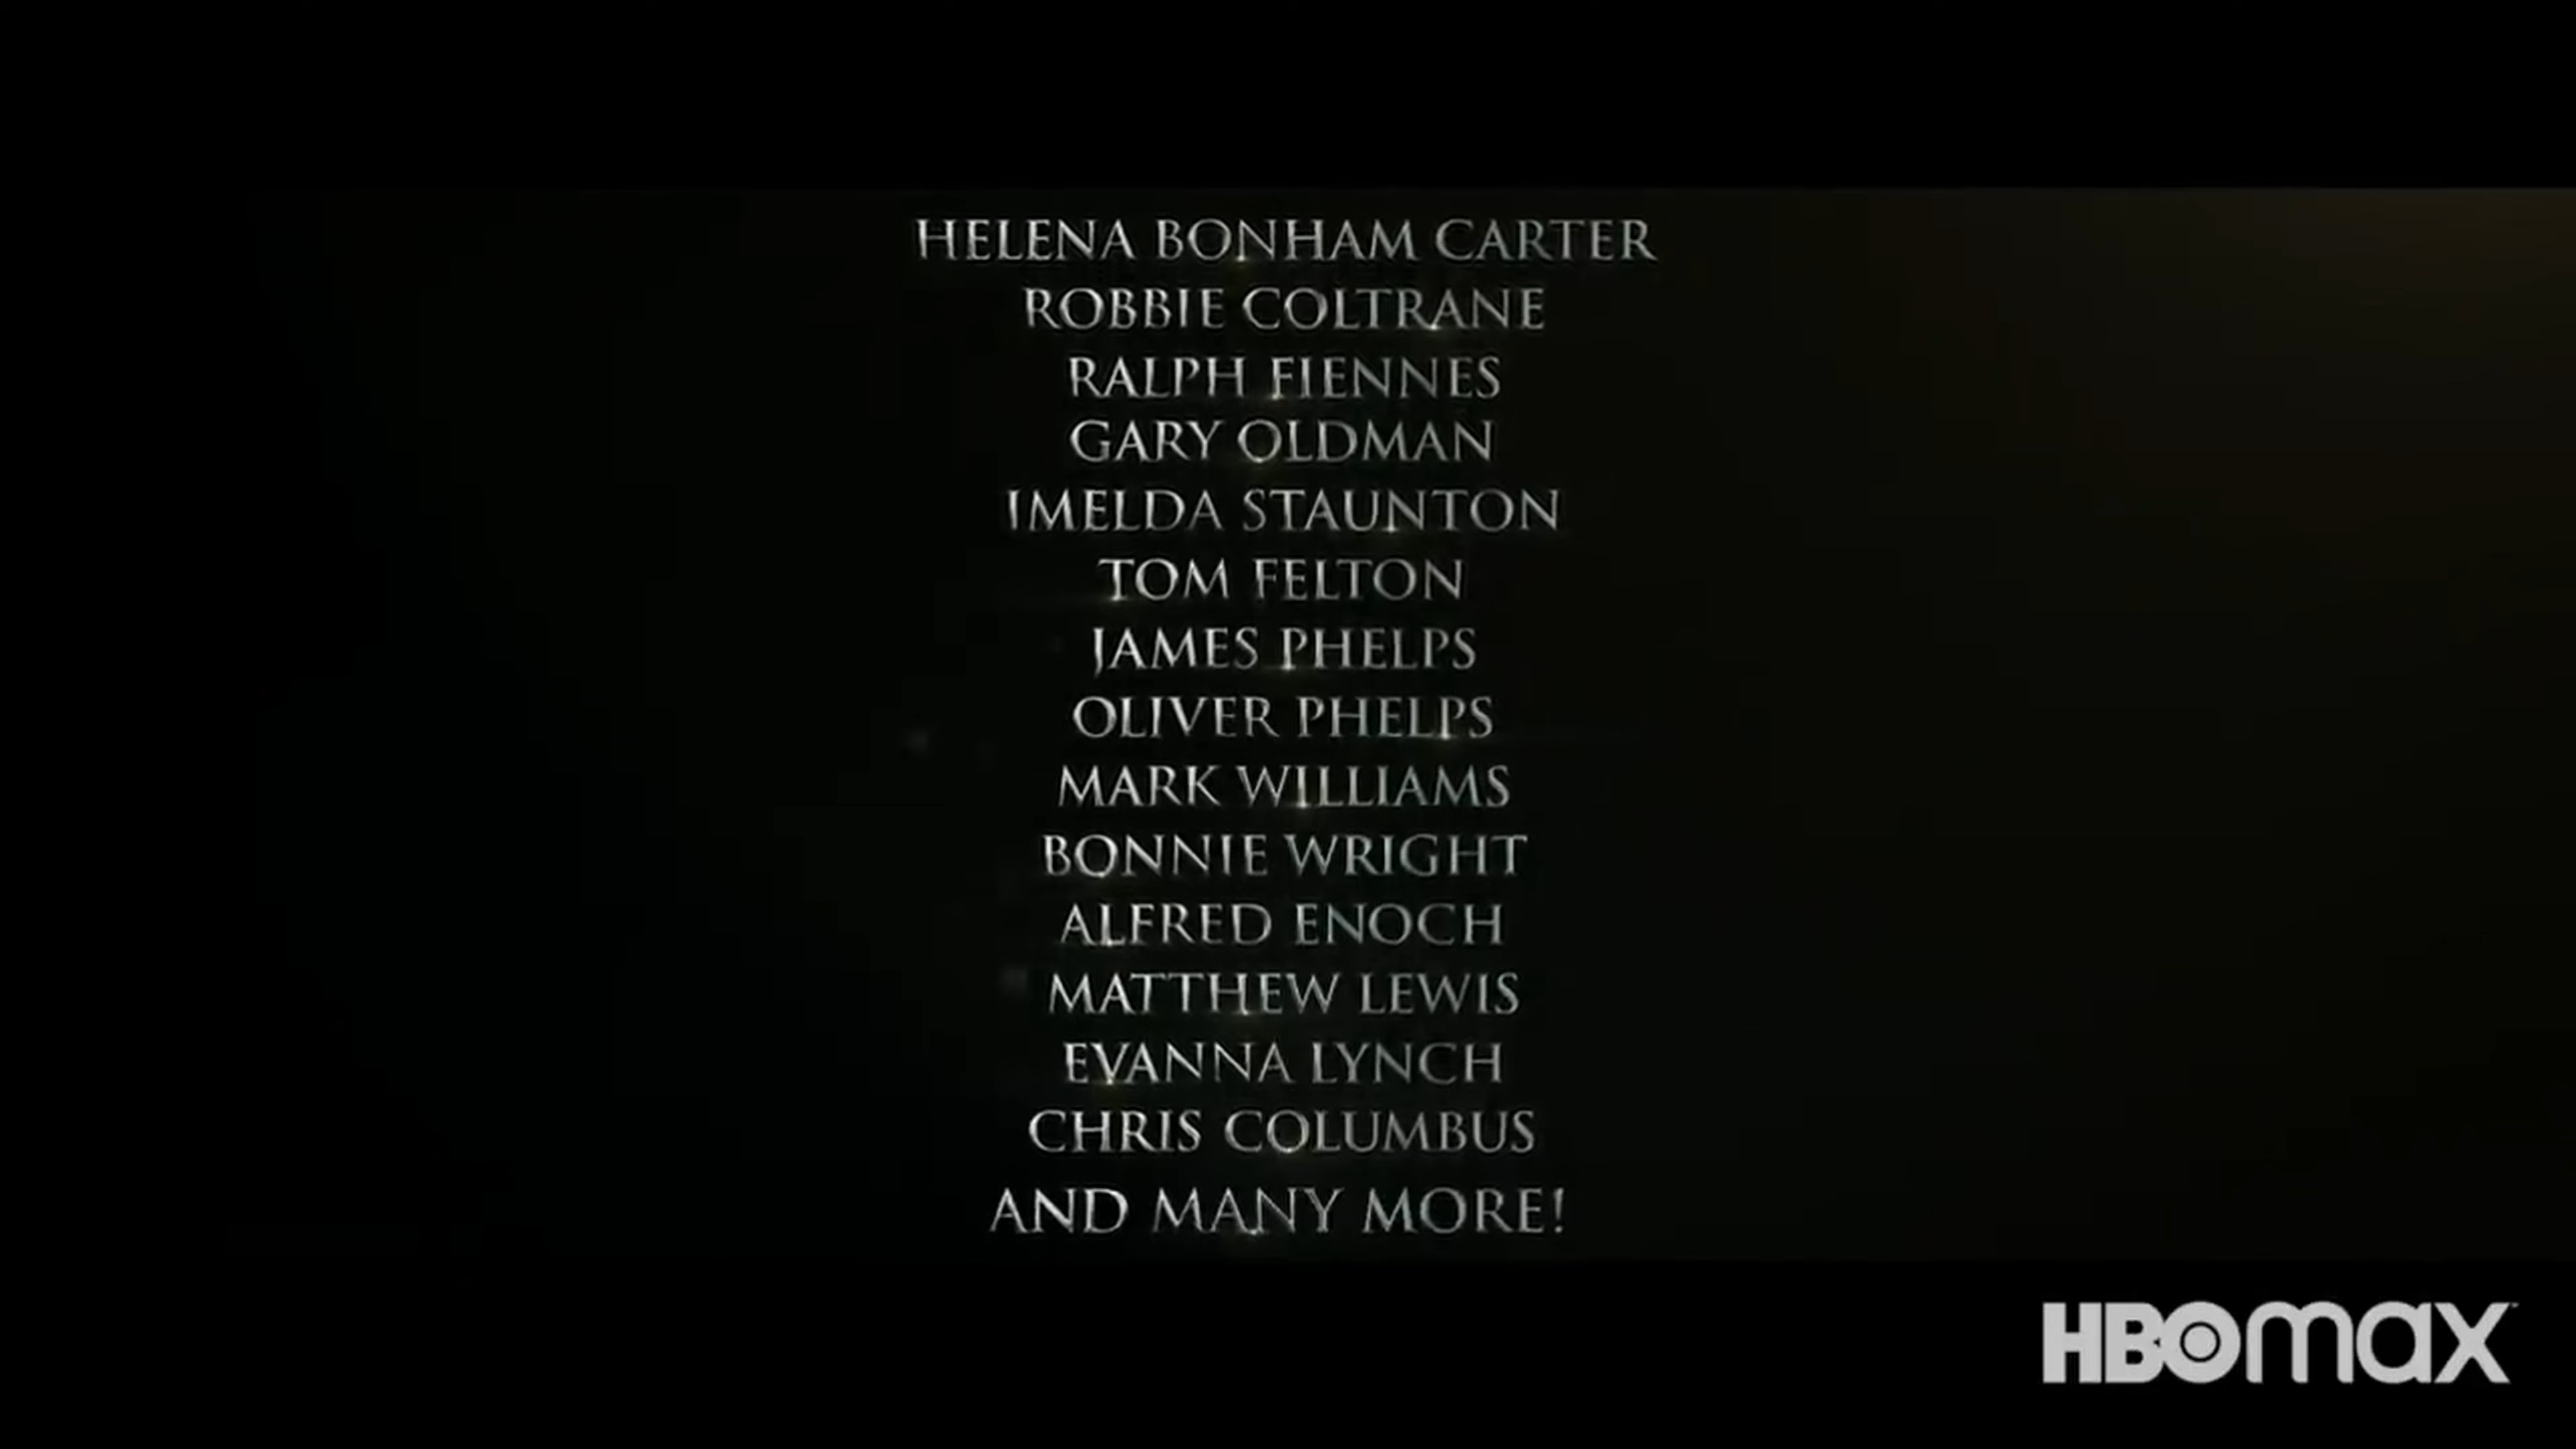 HELENA BONHAM CARTER
ROBBIE COLTRANE
RALPH FIENNES
GARY OLDMAN
IMELDA STAUNTON
TOM FELTON
JAMES PHELPS
OLIVER PHELPS
MARK WILLIAMS
BONNIE WRIGHT
ALFRED ENOCH
MATTHEW LEWIS
EVANNA LYNCH
CHRIS COLUMBUS
AND MANY MORE!
HBOmax